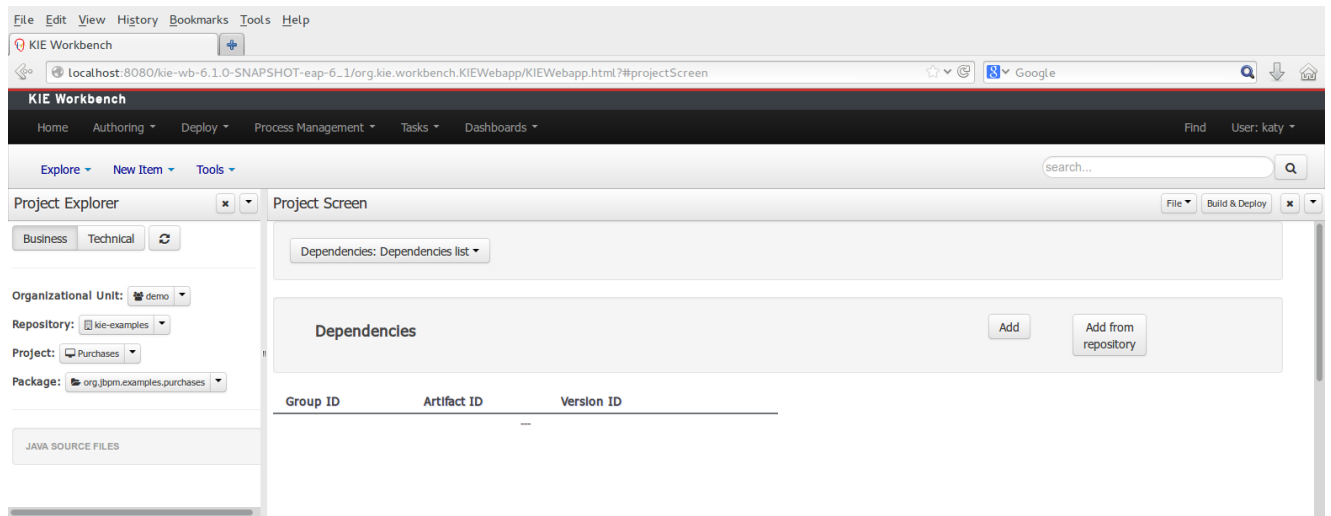 File Edit View History Bookmarks Tools Help
KIE Workbench
localhost:8080/kie-wb-6.1.0-SNAPSHOT-eap-6_1/org.kie.workbench.KIEWebapp/KIEWebapp.html?#projectScreen
Google
KIE Workbench
Home Authoring Deploy Process Management Tasks Dashboards Find User: katy
Explore New Item Tools search...
Project Explorer
Project Screen File Build & Deploy
Business Technical
Dependencies: Dependencies list
Organizational Unit: demo
Repository: kie-examples
Project: Purchases
Package: org.jbpm.examples.purchases
Dependencies Add Add from
repository
Group ID Artifact ID Version ID
---
JAVA SOURCE FILES